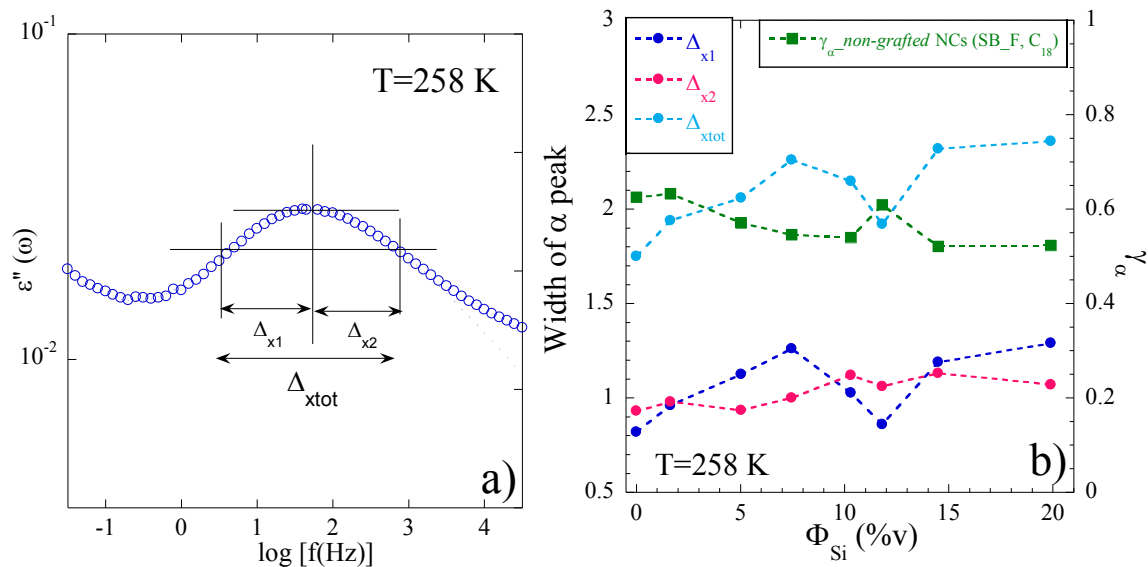 10⁻¹
T=258 K
ε" (ω)
Δx1
Δx2
Δxtot
10⁻²
a)
-1 0 1 2 3 4
log [f(Hz)]
3
2.5
2
1.5
1
0.5
Width of α peak
Δx1
Δx2
Δxtot
γα_non-grafted NCs (SB_F, C18)
1
0.8
0.6
0.4
0.2
0
γα
T=258 K
b)
0 5 10 15 20
ΦSi (%v)